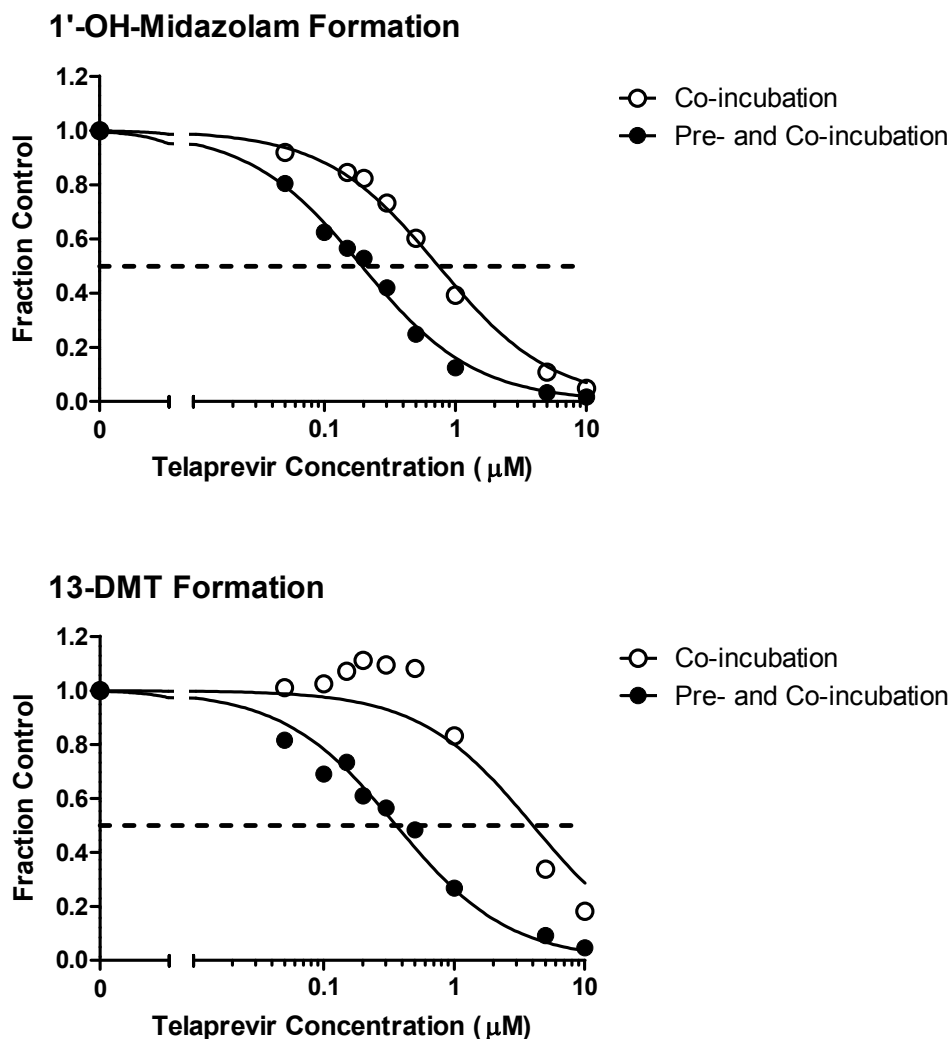 1'-OH-Midazolam Formation
1.2
1.0
0.8
0.6
0.4
0.2
0.0
Fraction Control
0
0.1
1
10
Telaprevir Concentration ( μM)
Co-incubation
Pre- and Co-incubation
13-DMT Formation
1.2
1.0
0.8
0.6
0.4
0.2
0.0
Fraction Control
0
0.1
1
10
Telaprevir Concentration ( μM)
Co-incubation
Pre- and Co-incubation